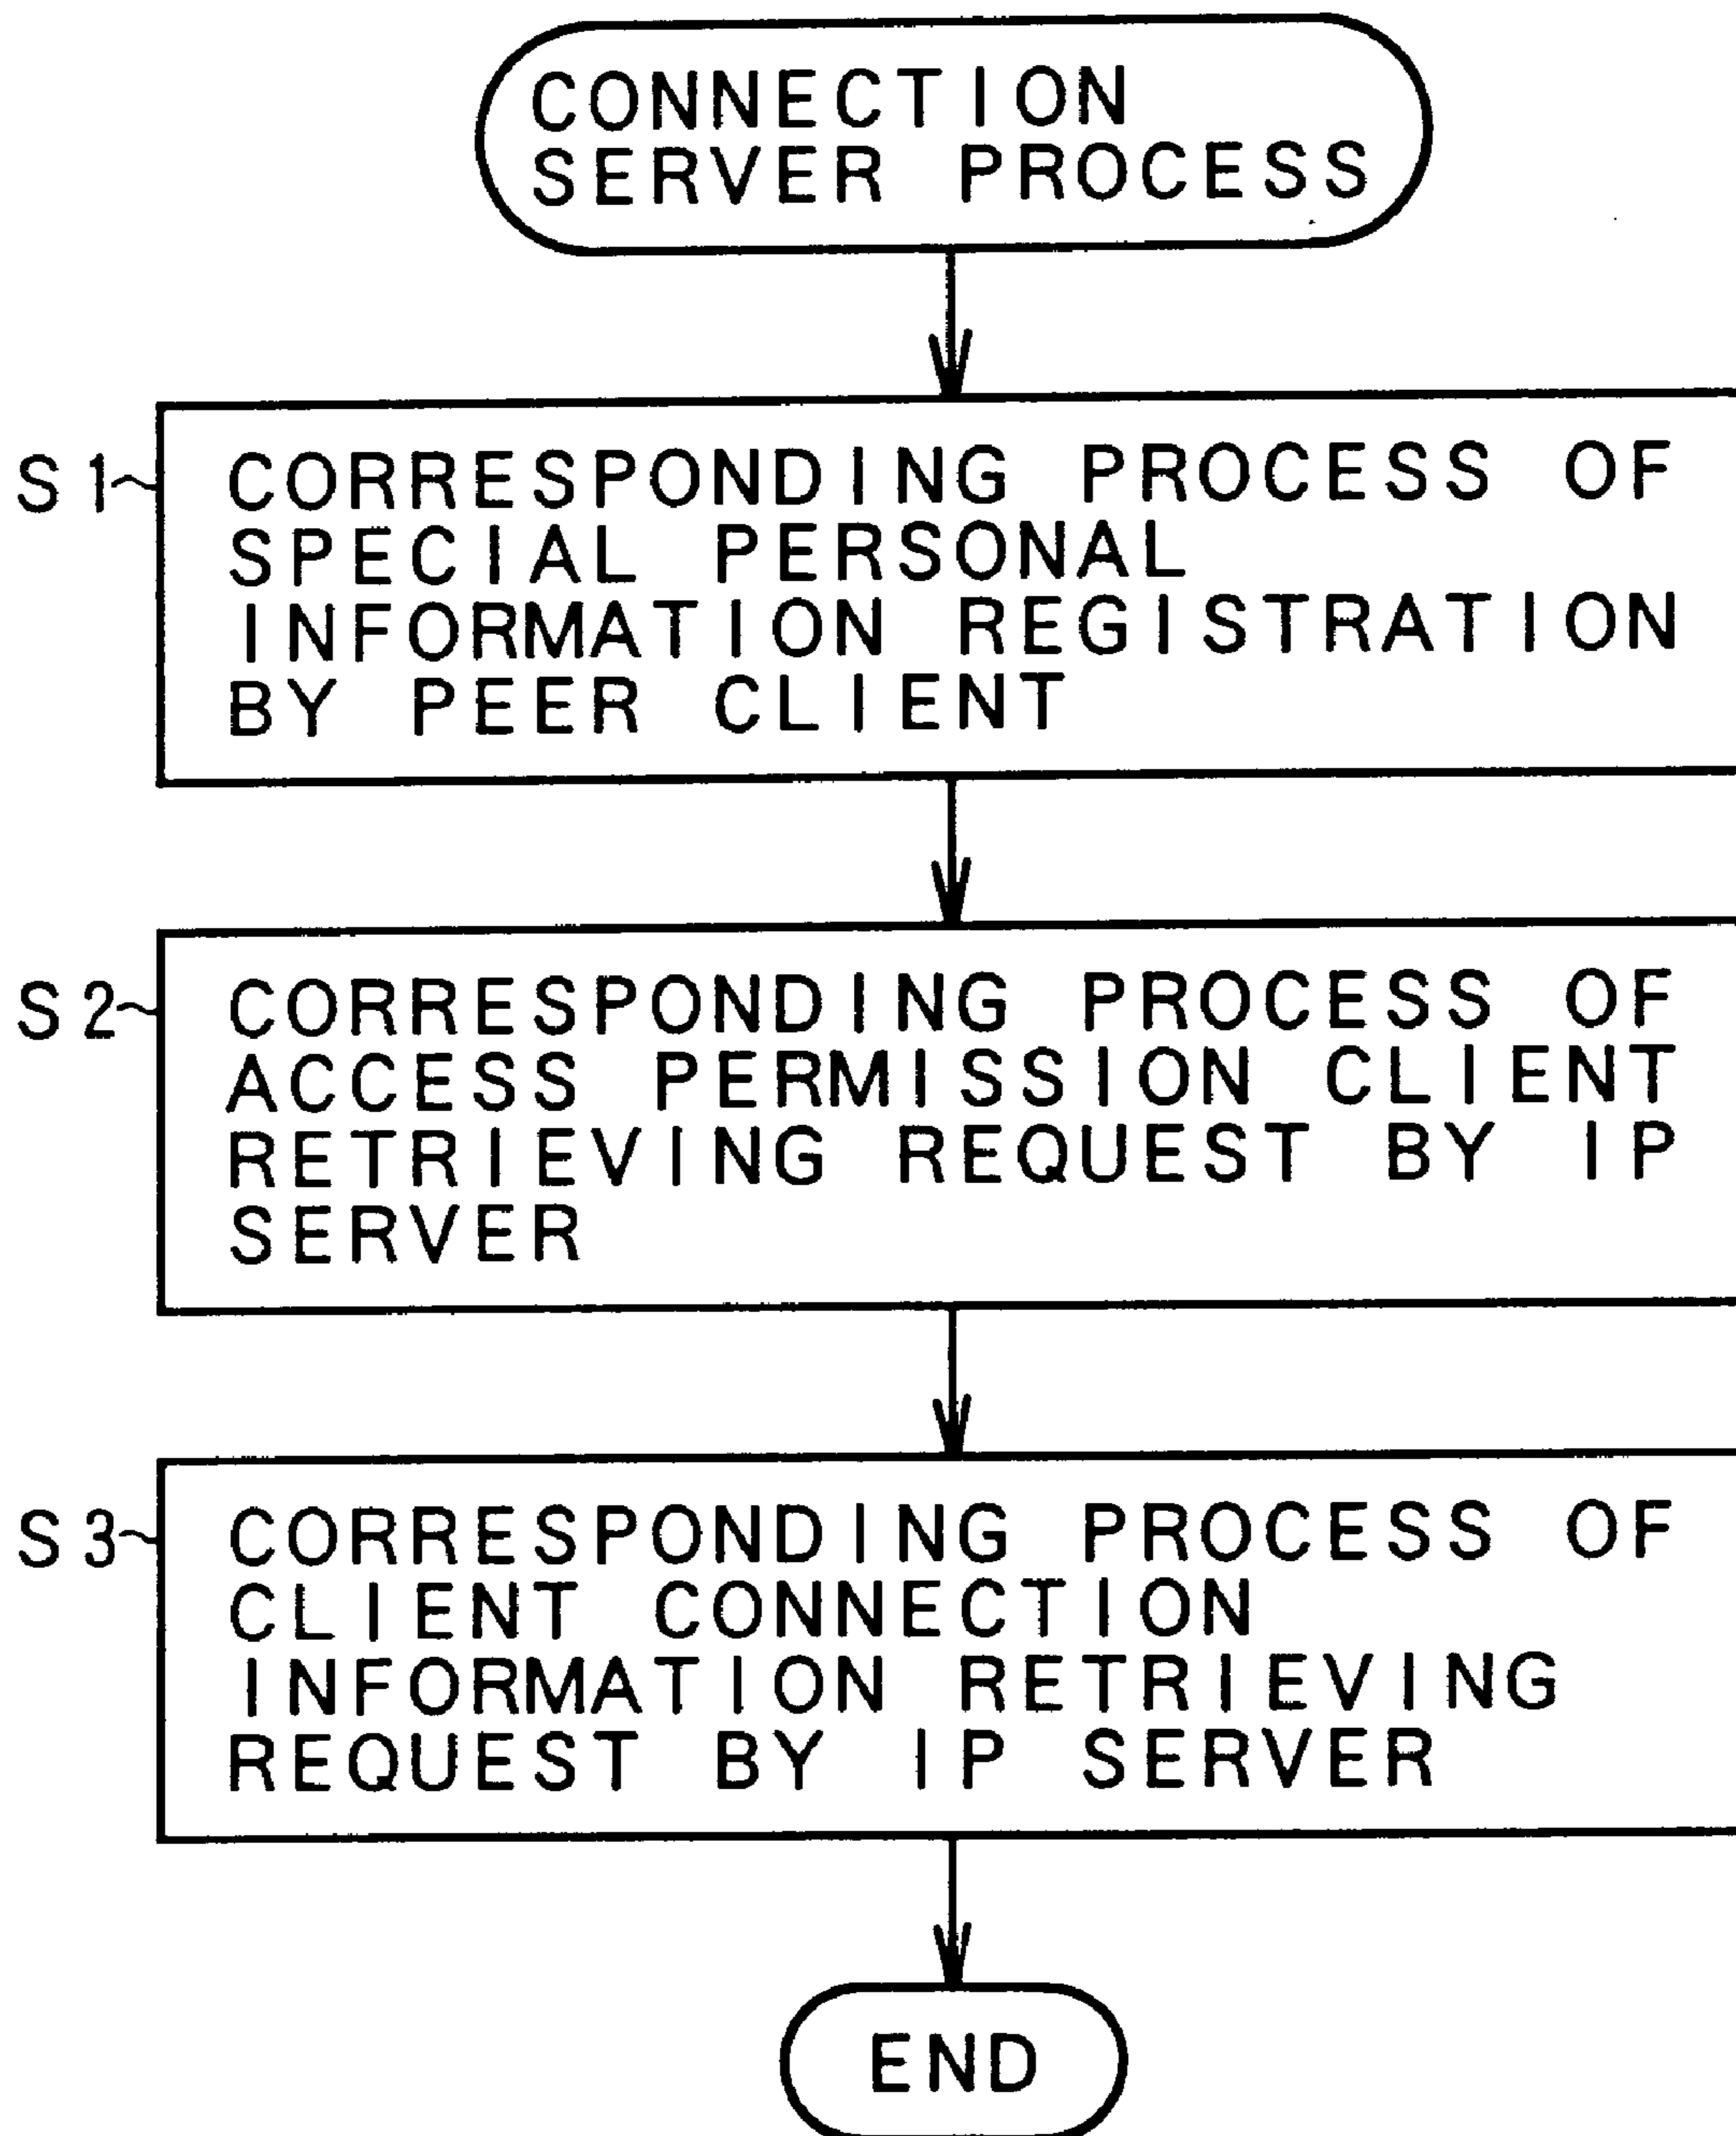 CONNECTION
SERVER PROCESS
S1 CORRESPONDING PROCESS OF
SPECIAL PERSONAL
INFORMATION REGISTRATION
BY PEER CLIENT
S2 CORRESPONDING PROCESS OF
ACCESS PERMISSION CLIENT
RETRIEVING REQUEST BY IP
SERVER
S3 CORRESPONDING PROCESS OF
CLIENT CONNECTION
INFORMATION RETRIEVING
REQUEST BY IP SERVER
END